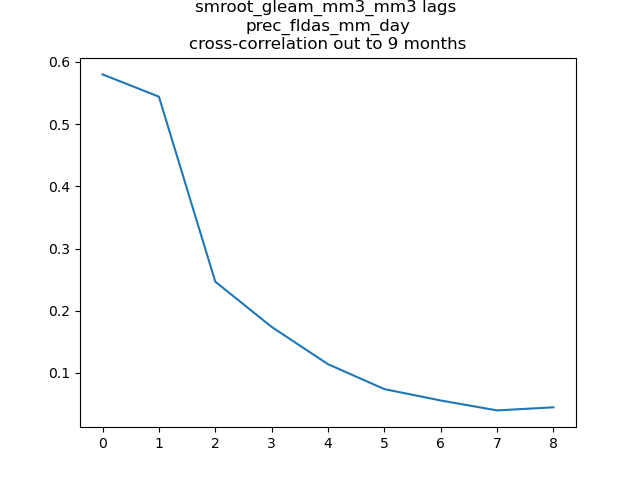 smroot_gleam_mm3_mm3 lags
prec_fldas_mm_day
cross-correlation out to 9 months
0.6
0.5
0.4
0.3
0.2
0.1
0 1 2 3 4 5 6 7 8